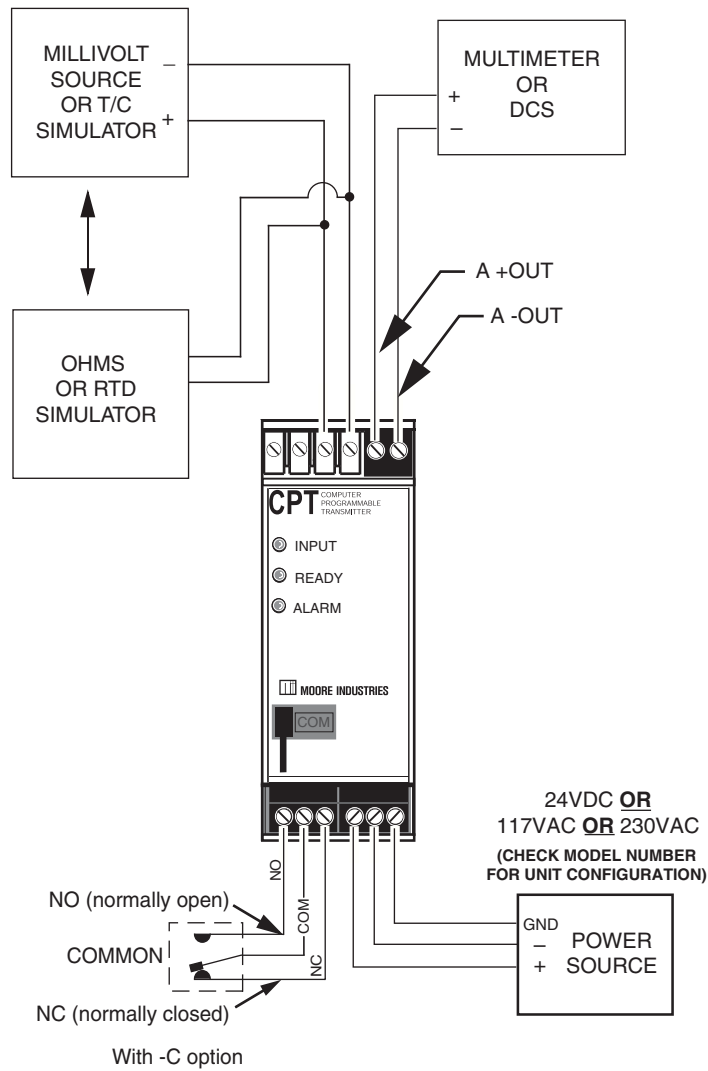 MILLIVOLT
SOURCE
OR T/C
SIMULATOR
–
+
MULTIMETER
OR
DCS
+
–
A +OUT
A -OUT
OHMS
OR RTD
SIMULATOR
CPT
COMPUTER
PROGRAMMABLE
TRANSMITTER
INPUT
READY
ALARM
MOORE INDUSTRIES
COM
24VDC OR
117VAC OR 230VAC
(CHECK MODEL NUMBER
FOR UNIT CONFIGURATION)
NO
COM
NC
NO (normally open)
COMMON
NC (normally closed)
With -C option
GND
–
+
POWER
SOURCE